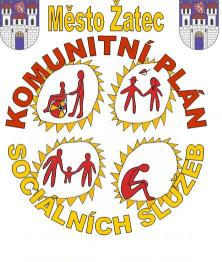 Město Žatec
KOMUNITNÍ PLÁN
SOCIÁLNÍCH SLUŽEB